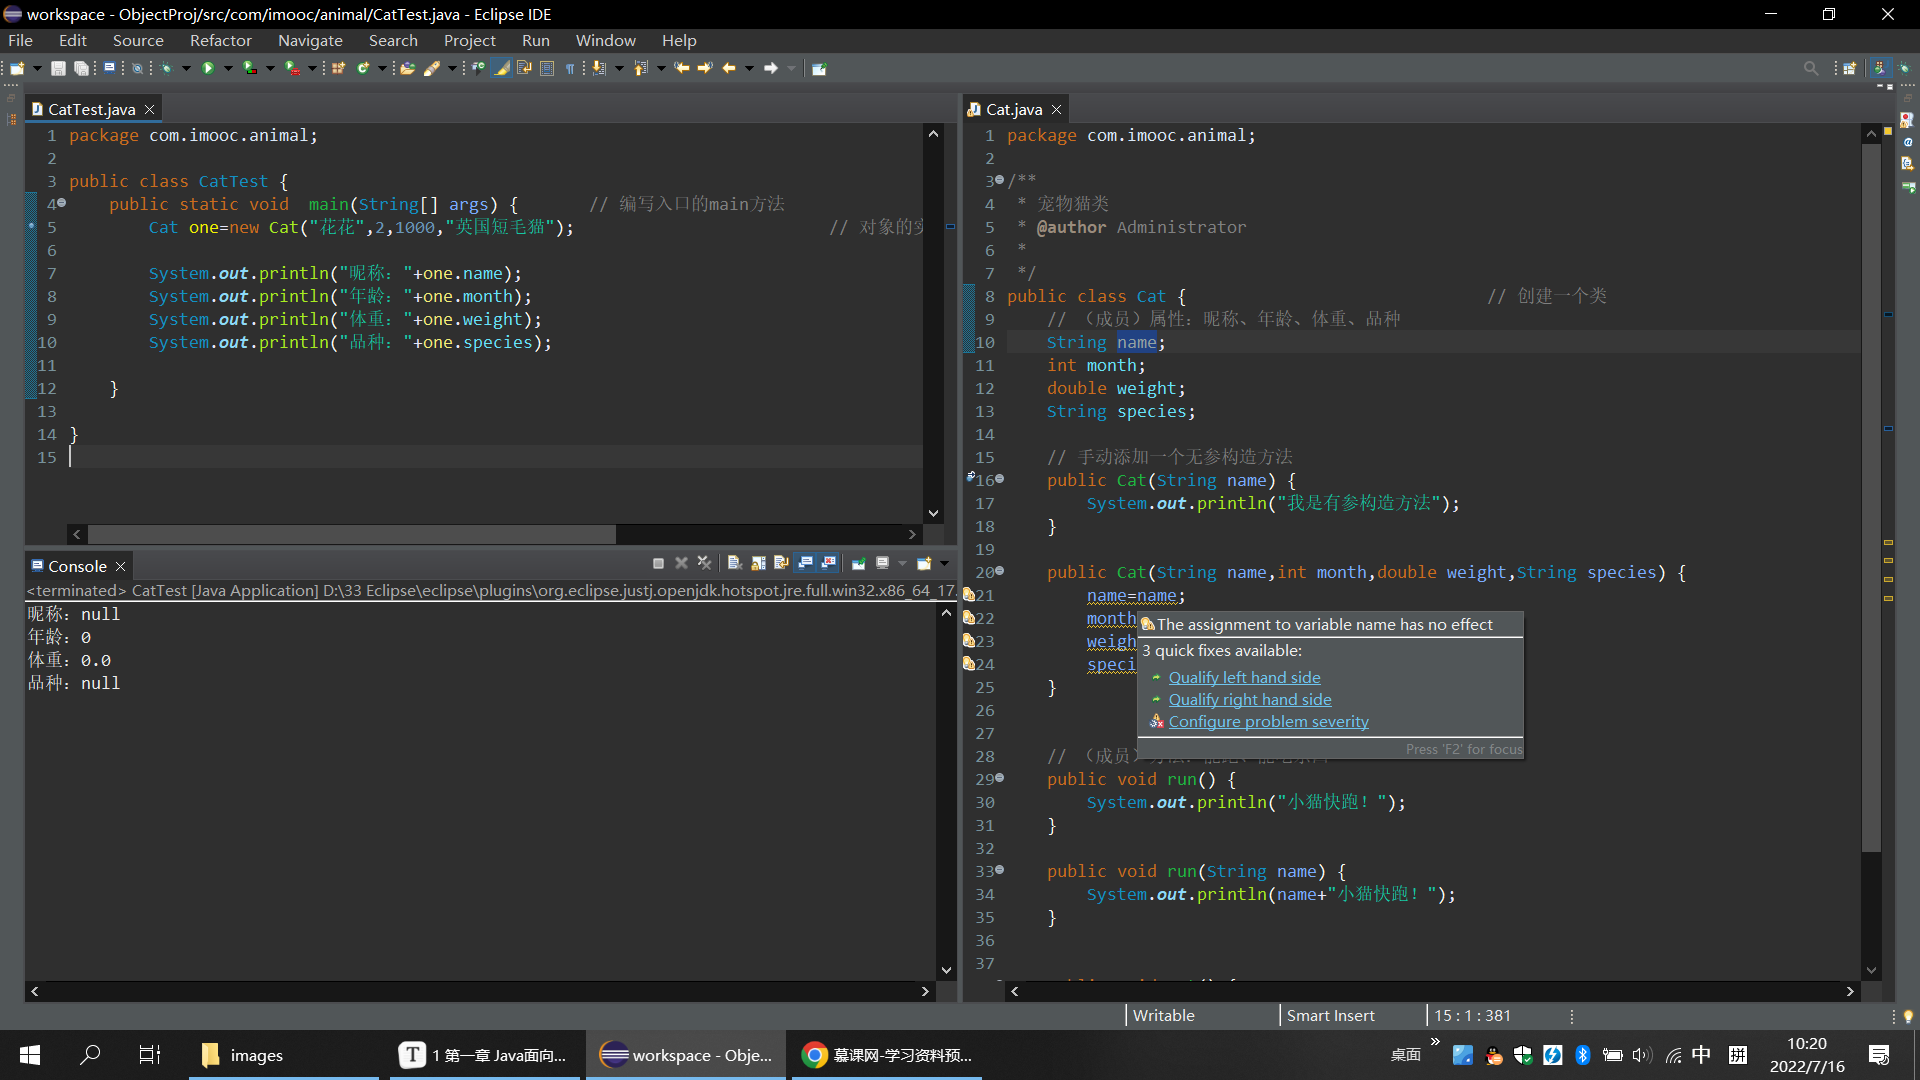 workspace - ObjectProj/src/com/imooc/animal/CatTest.java - Eclipse IDE
File Edit Source Refactor Navigate Search Project Run Window Help
CatTest.java
1 package com.imooc.animal;
2
3 public class CatTest {
4 public static void main(String[] args) { // 编写入口的main方法
5 Cat one=new Cat("花花",2,1000,"英国短毛猫"); // 对象的
6
7 System.out.println("昵称："+one.name);
8 System.out.println("年龄："+one.month);
9 System.out.println("体重："+one.weight);
10 System.out.println("品种："+one.species);
11
12 }
13
14 }
15
Console
<terminated> CatTest [Java Application] D:\33 Eclipse\eclipse\plugins\org.eclipse.justj.openjdk.hotspot.jre.full.win32.x86_64_17.
昵称：null
年龄：0
体重：0.0
品种：null
Cat.java
1 package com.imooc.animal;
2
3 /**
4 * 宠物猫类
5 * @author Administrator
6 *
7 */
8 public class Cat { // 创建一个类
9 // （成员）属性：昵称、年龄、体重、品种
10 String name;
11 int month;
12 double weight;
13 String species;
14
15 // 手动添加一个无参构造方法
16 public Cat(String name) {
17 System.out.println("我是有参构造方法");
18 }
19
20 public Cat(String name,int month,double weight,String species) {
21 name=name;
22 month
23 weigh
24 speci
25 }
26
27
28 // （成员）
29 public void run() {
30 System.out.println("小猫快跑！");
31 }
32
33 public void run(String name) {
34 System.out.println(name+"小猫快跑！");
35 }
36
37
The assignment to variable name has no effect
3 quick fixes available:
Qualify left hand side
Qualify right hand side
Configure problem severity
Press 'F2' for focus
Writable Smart Insert 15 : 1 : 381
images
1 第一章 Java面向...
workspace - Obje...
慕课网-学习资料预...
桌面 » 中 拼
10:20
2022/7/16